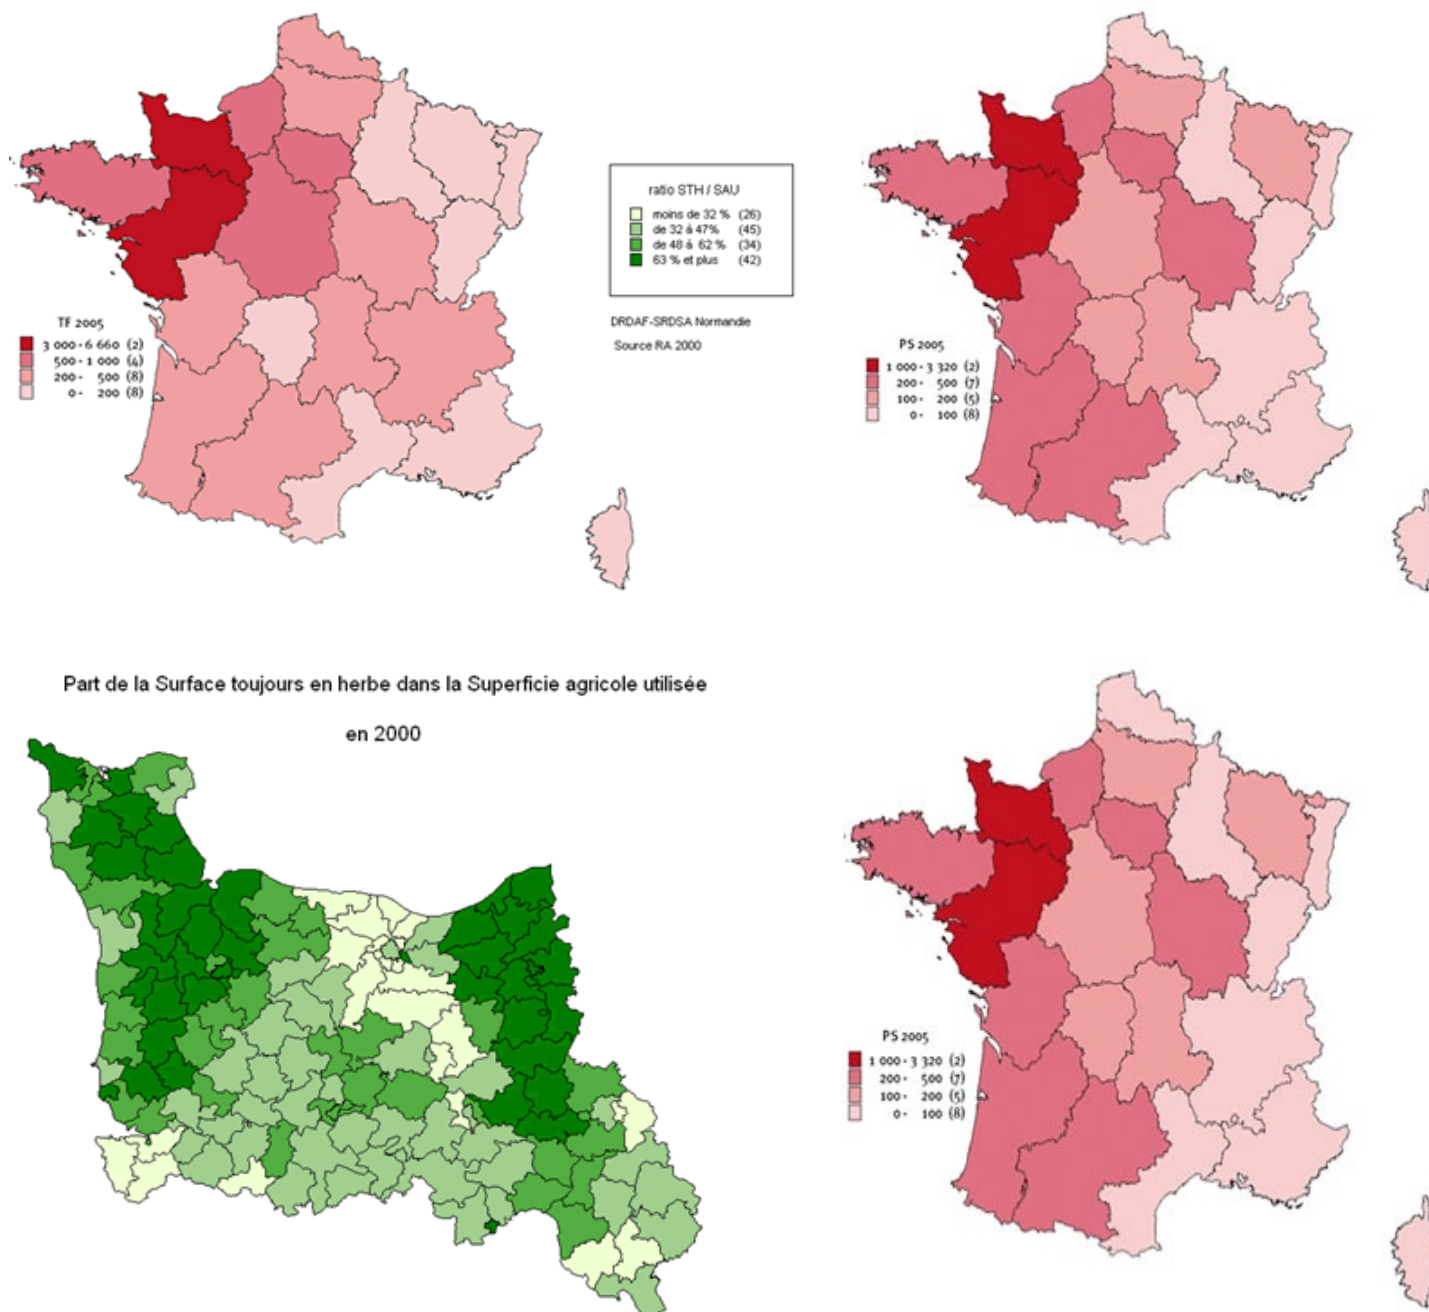 TF 2005
3 000 - 6 660 (2)
500 - 1 000 (4)
200 - 500 (8)
0 - 200 (8)
ratio STH / SAU
moins de 32 % (26)
de 32 à 47% (45)
de 48 à 62 % (34)
63 % et plus (42)
DRDAF-SRDSA Normandie
Source RA 2000
PS 2005
1 000 - 3 320 (2)
200 - 500 (7)
100 - 200 (5)
0 - 100 (8)
Part de la Surface toujours en herbe dans la Superficie agricole utilisée
en 2000
PS 2005
1 000 - 3 320 (2)
200 - 500 (7)
100 - 200 (5)
0 - 100 (8)